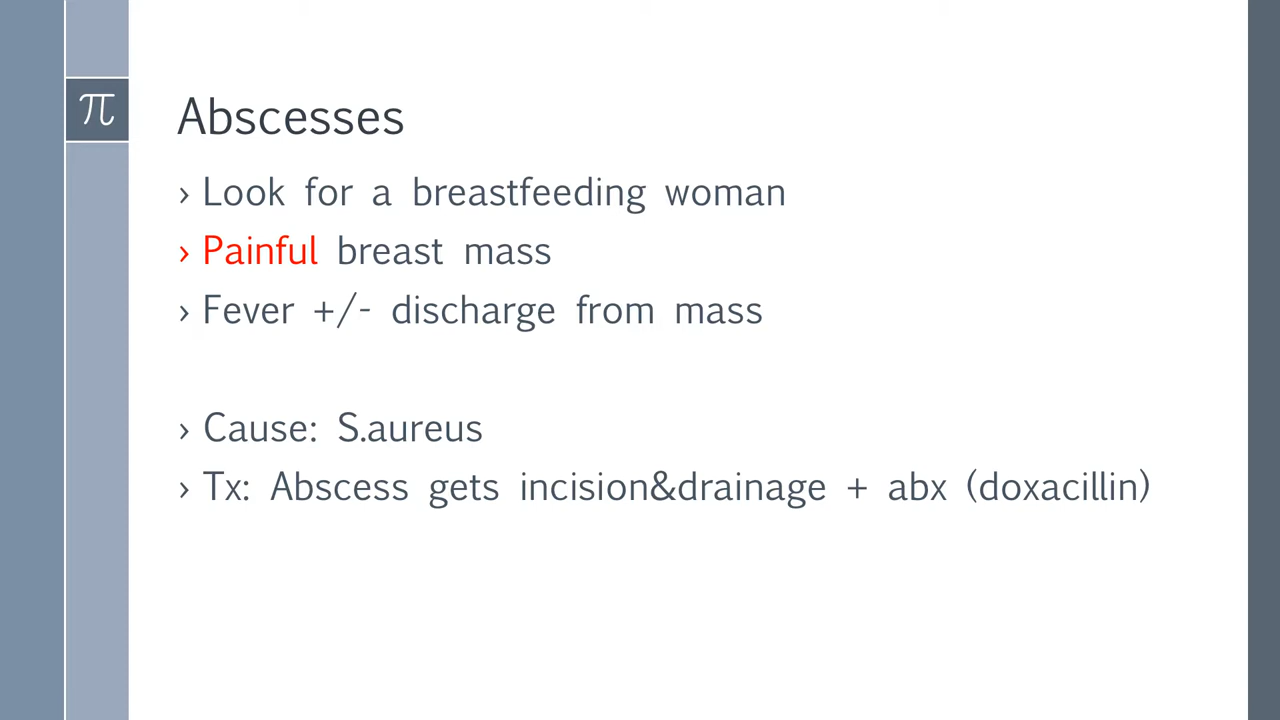 π
Abscesses
› Look for a breastfeeding woman
› Painful breast mass
› Fever +/- discharge from mass
› Cause: S.aureus
› Tx: Abscess gets incision&drainage + abx (doxacillin)